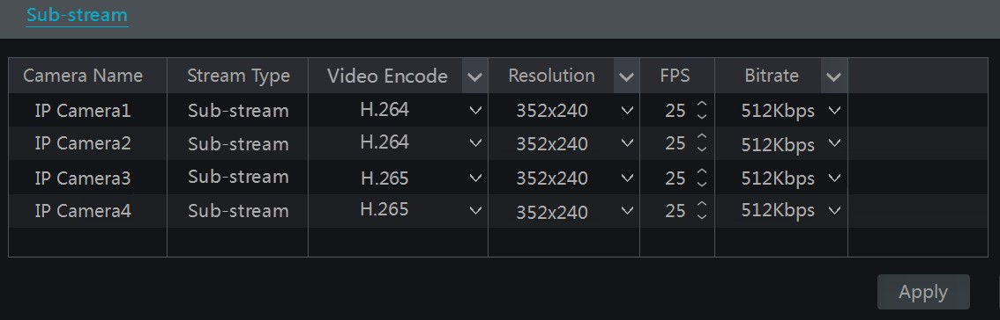 Sub-stream
Camera Name Stream Type Video Encode Resolution FPS Bitrate
IP Camera1 Sub-stream H.264 352x240 25 512Kbps
IP Camera2 Sub-stream H.264 352x240 25 512Kbps
IP Camera3 Sub-stream H.265 352x240 25 512Kbps
IP Camera4 Sub-stream H.265 352x240 25 512Kbps
Apply